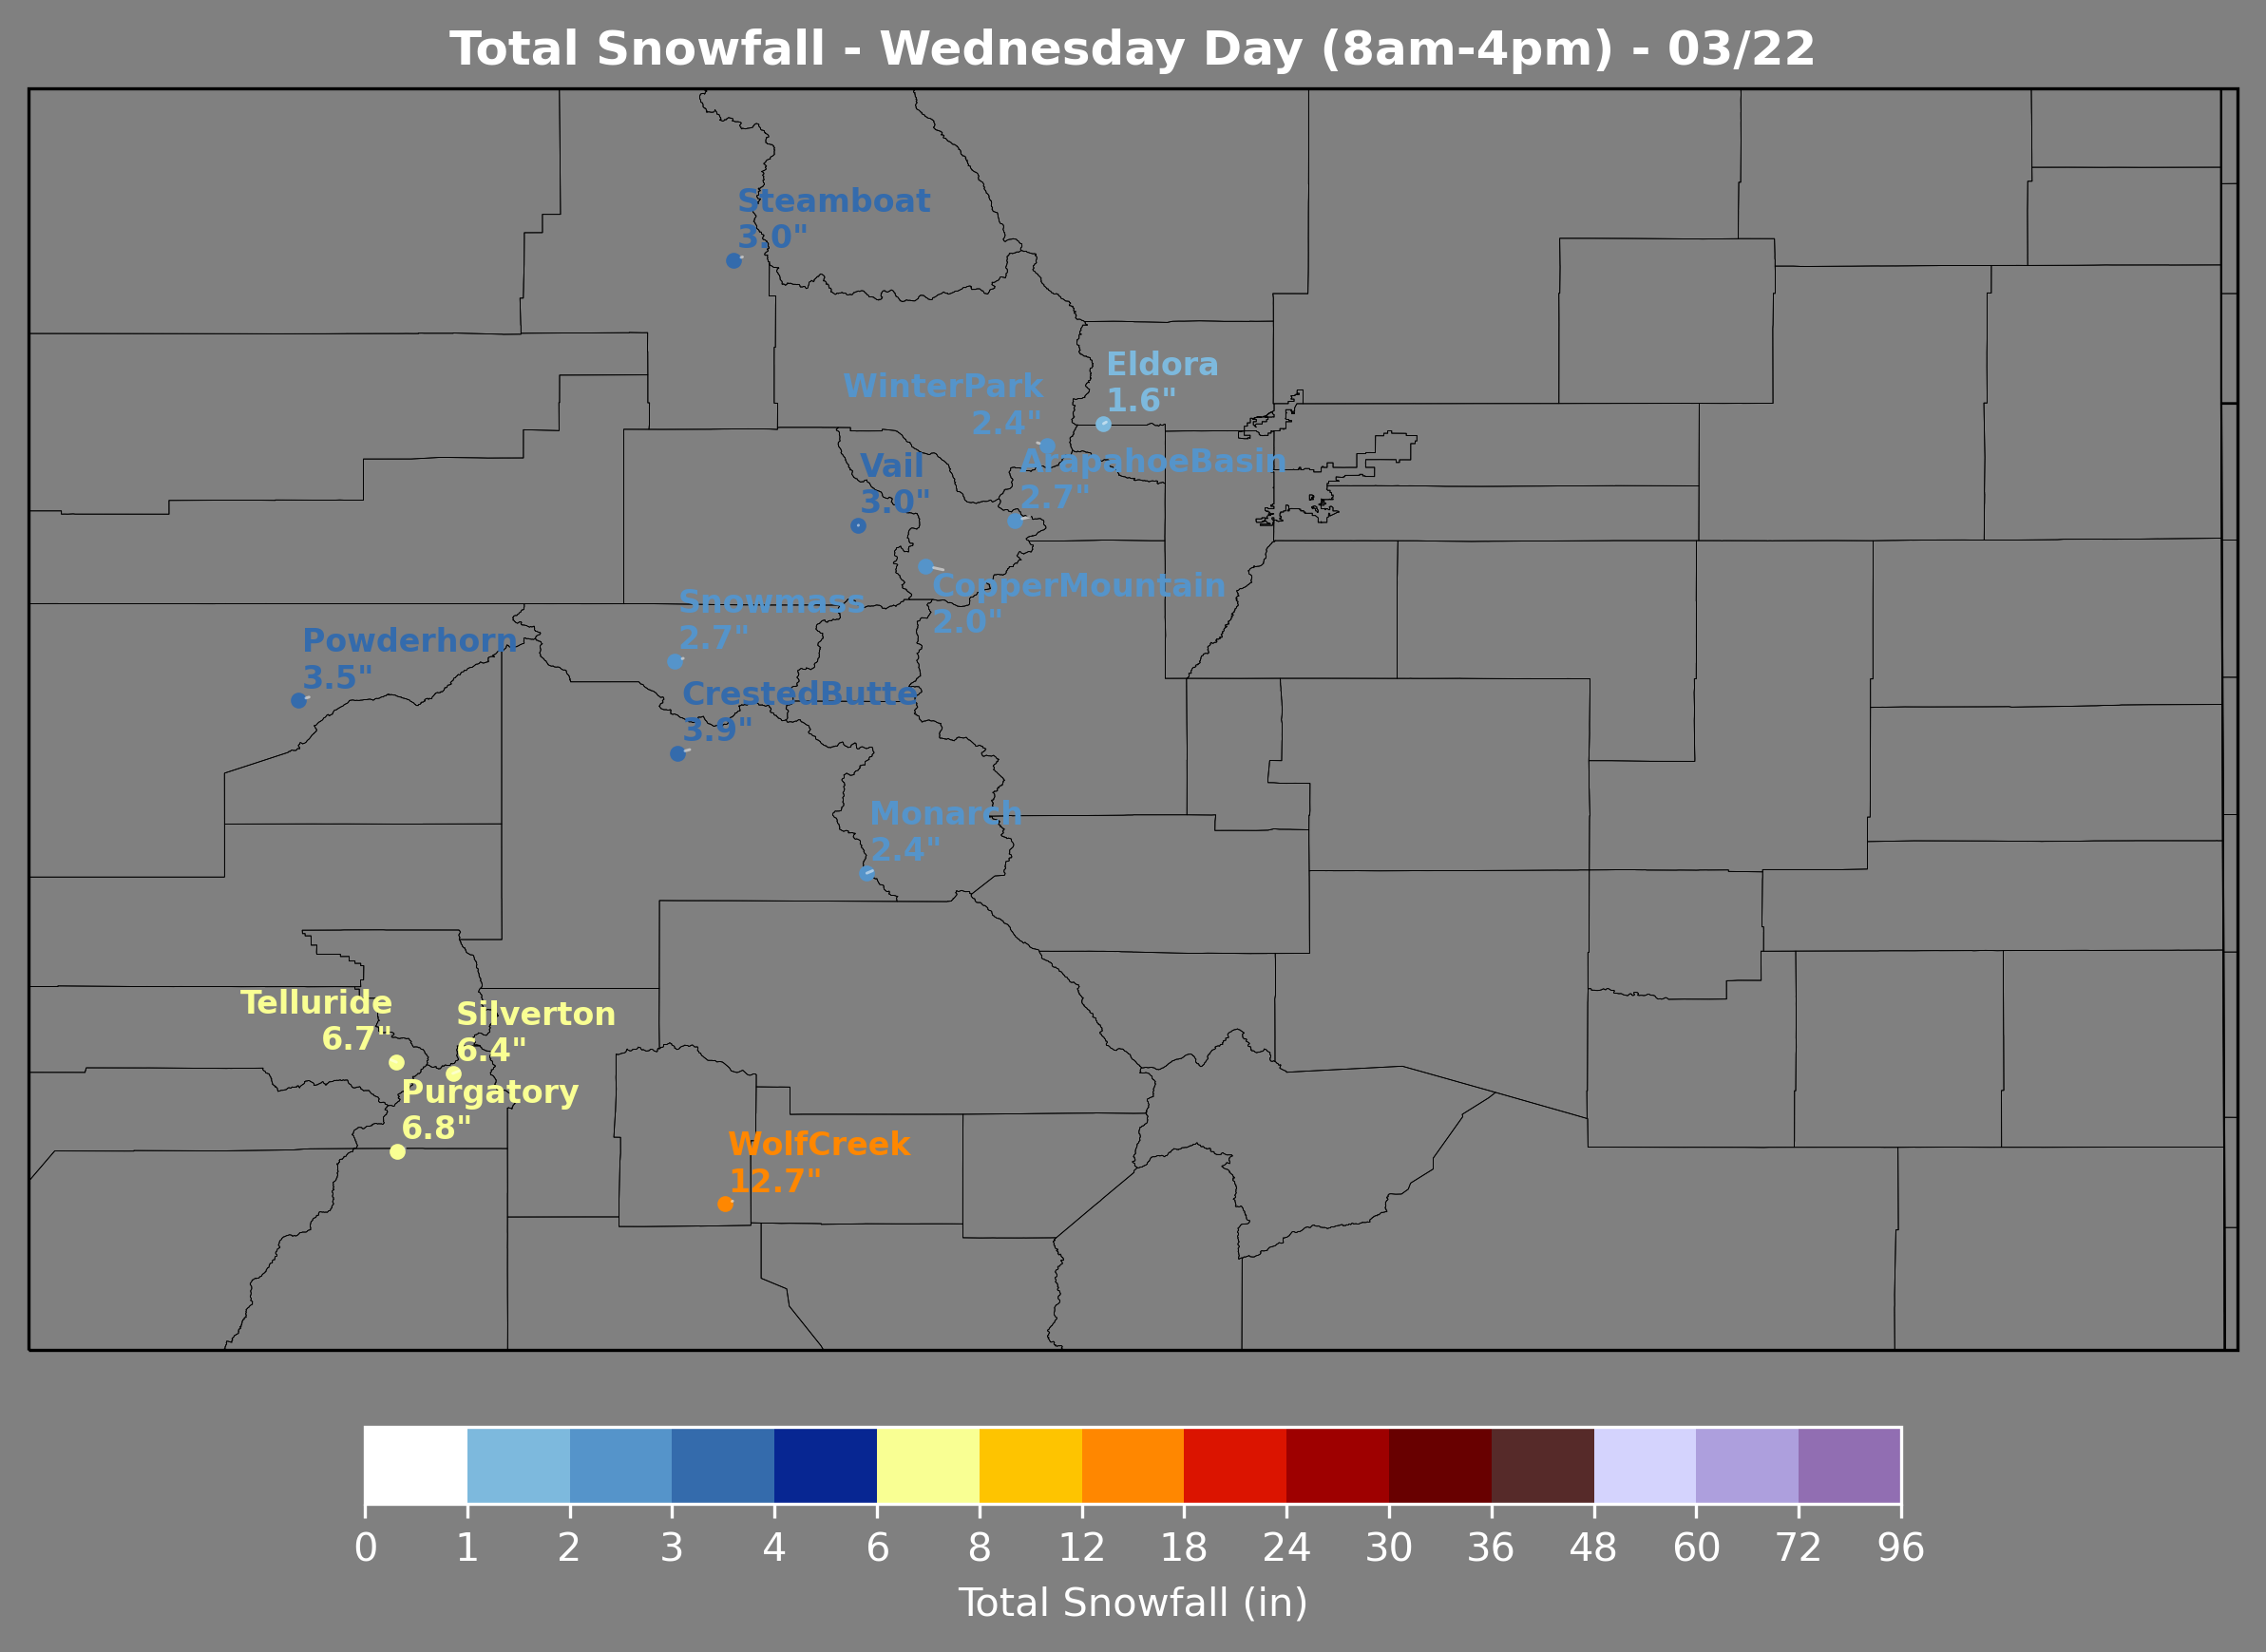 Total Snowfall - Wednesday Day (8am-4pm) - 03/22
Steamboat
3.0"
Eldora
1.6"
WinterPark
2.4"
ArapahoeBasin
2.7"
Vail
3.0"
CopperMountain
2.0"
Snowmass
2.7"
Powderhorn
3.5"
CrestedButte
3.9"
Monarch
2.4"
Telluride
6.7"
Silverton
6.4"
Purgatory
6.8"
WolfCreek
12.7"
0 1 2 3 4 6 8 12 18 24 30 36 48 60 72 96
Total Snowfall (in)